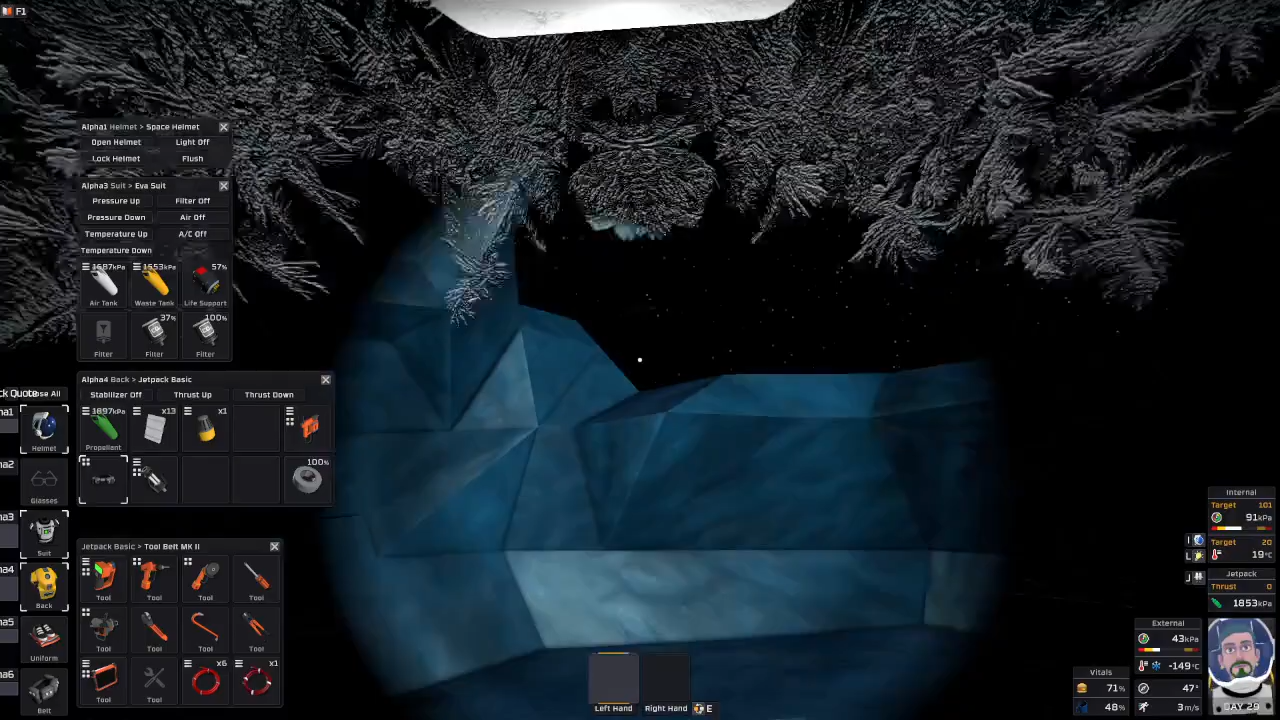 F1
Alpha1 Helmet > Space Helmet
Open Helmet Light Off
Lock Helmet Flush
Alpha3 Suit > Eva Suit
Pressure Up Filter Off
Pressure Down Air Off
Temperature Up A/C Off
Temperature Down
1687kPa 1553kPa 57%
Air Tank Waste Tank Life Support
37% 100%
Filter Filter Filter
Alpha4 Back > Jetpack Basic
Stabilizer Off Thrust Up Thrust Down
1897kPa x13 x1
Propellant
100%
Jetpack Basic > Tool Belt MK II
Tool Tool Tool Tool
Tool Tool Tool Tool
x6 x1
Tool Tool Tool Tool
Helmet
Glasses
Suit
Back
Uniform
Belt
Left Hand Right Hand E
Internal
Target 101
91kPa
Target 20
19°C
Jetpack
Thrust 0
1853kPa
External
43kPa
-149°C
Vitals
71% 47°
48% 3m/s
DAY 29